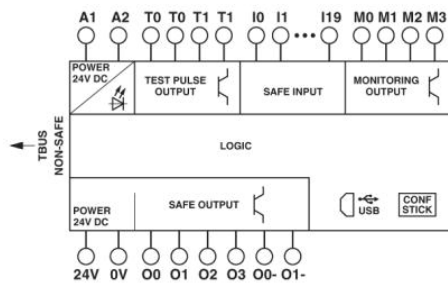 A1 A2 T0 T0 T1 T1 I0 I1 ••• I19 M0 M1 M2 M3
POWER
24V DC
TEST PULSE
OUTPUT
SAFE INPUT
MONITORING
OUTPUT
TBUS
NON-SAFE
LOGIC
POWER
24V DC
SAFE OUTPUT
USB
CONF
STICK
24V 0V O0 O1 O2 O3 O0- O1-